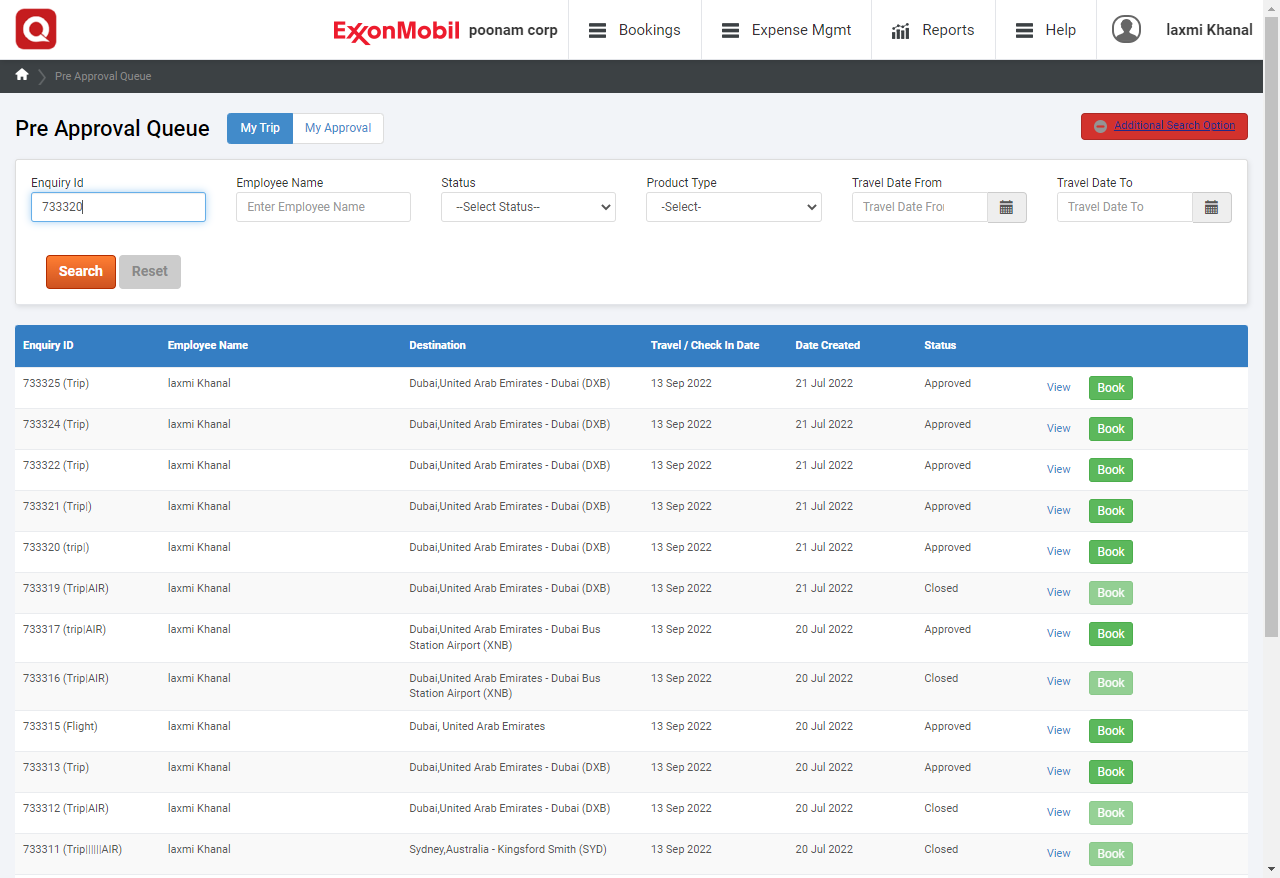 Q ExxonMobil poonam corp Bookings Expense Mgmt Reports Help laxmi Khanal
Pre Approval Queue
Pre Approval Queue My Trip My Approval Additional Search Option
Enquiry Id Employee Name Status Product Type Travel Date From Travel Date To
733320 Enter Employee Name --Select Status-- -Select- Travel Date Fro Travel Date To
Search Reset
Enquiry ID Employee Name Destination Travel / Check In Date Date Created Status
733325 (Trip) laxmi Khanal Dubai,United Arab Emirates - Dubai (DXB) 13 Sep 2022 21 Jul 2022 Approved View Book
733324 (Trip) laxmi Khanal Dubai,United Arab Emirates - Dubai (DXB) 13 Sep 2022 21 Jul 2022 Approved View Book
733322 (Trip) laxmi Khanal Dubai,United Arab Emirates - Dubai (DXB) 13 Sep 2022 21 Jul 2022 Approved View Book
733321 (Trip|) laxmi Khanal Dubai,United Arab Emirates - Dubai (DXB) 13 Sep 2022 21 Jul 2022 Approved View Book
733320 (trip|) laxmi Khanal Dubai,United Arab Emirates - Dubai (DXB) 13 Sep 2022 21 Jul 2022 Approved View Book
733319 (Trip|AIR) laxmi Khanal Dubai,United Arab Emirates - Dubai (DXB) 13 Sep 2022 21 Jul 2022 Closed View Book
733317 (trip|AIR) laxmi Khanal Dubai,United Arab Emirates - Dubai Bus 13 Sep 2022 20 Jul 2022 Approved View Book
Station Airport (XNB)
733316 (Trip|AIR) laxmi Khanal Dubai,United Arab Emirates - Dubai Bus 13 Sep 2022 20 Jul 2022 Closed View Book
Station Airport (XNB)
733315 (Flight) laxmi Khanal Dubai, United Arab Emirates 13 Sep 2022 20 Jul 2022 Approved View Book
733313 (Trip) laxmi Khanal Dubai,United Arab Emirates - Dubai (DXB) 13 Sep 2022 20 Jul 2022 Approved View Book
733312 (Trip|AIR) laxmi Khanal Dubai,United Arab Emirates - Dubai (DXB) 13 Sep 2022 20 Jul 2022 Closed View Book
733311 (Trip||||||AIR) laxmi Khanal Sydney,Australia - Kingsford Smith (SYD) 13 Sep 2022 20 Jul 2022 Closed View Book